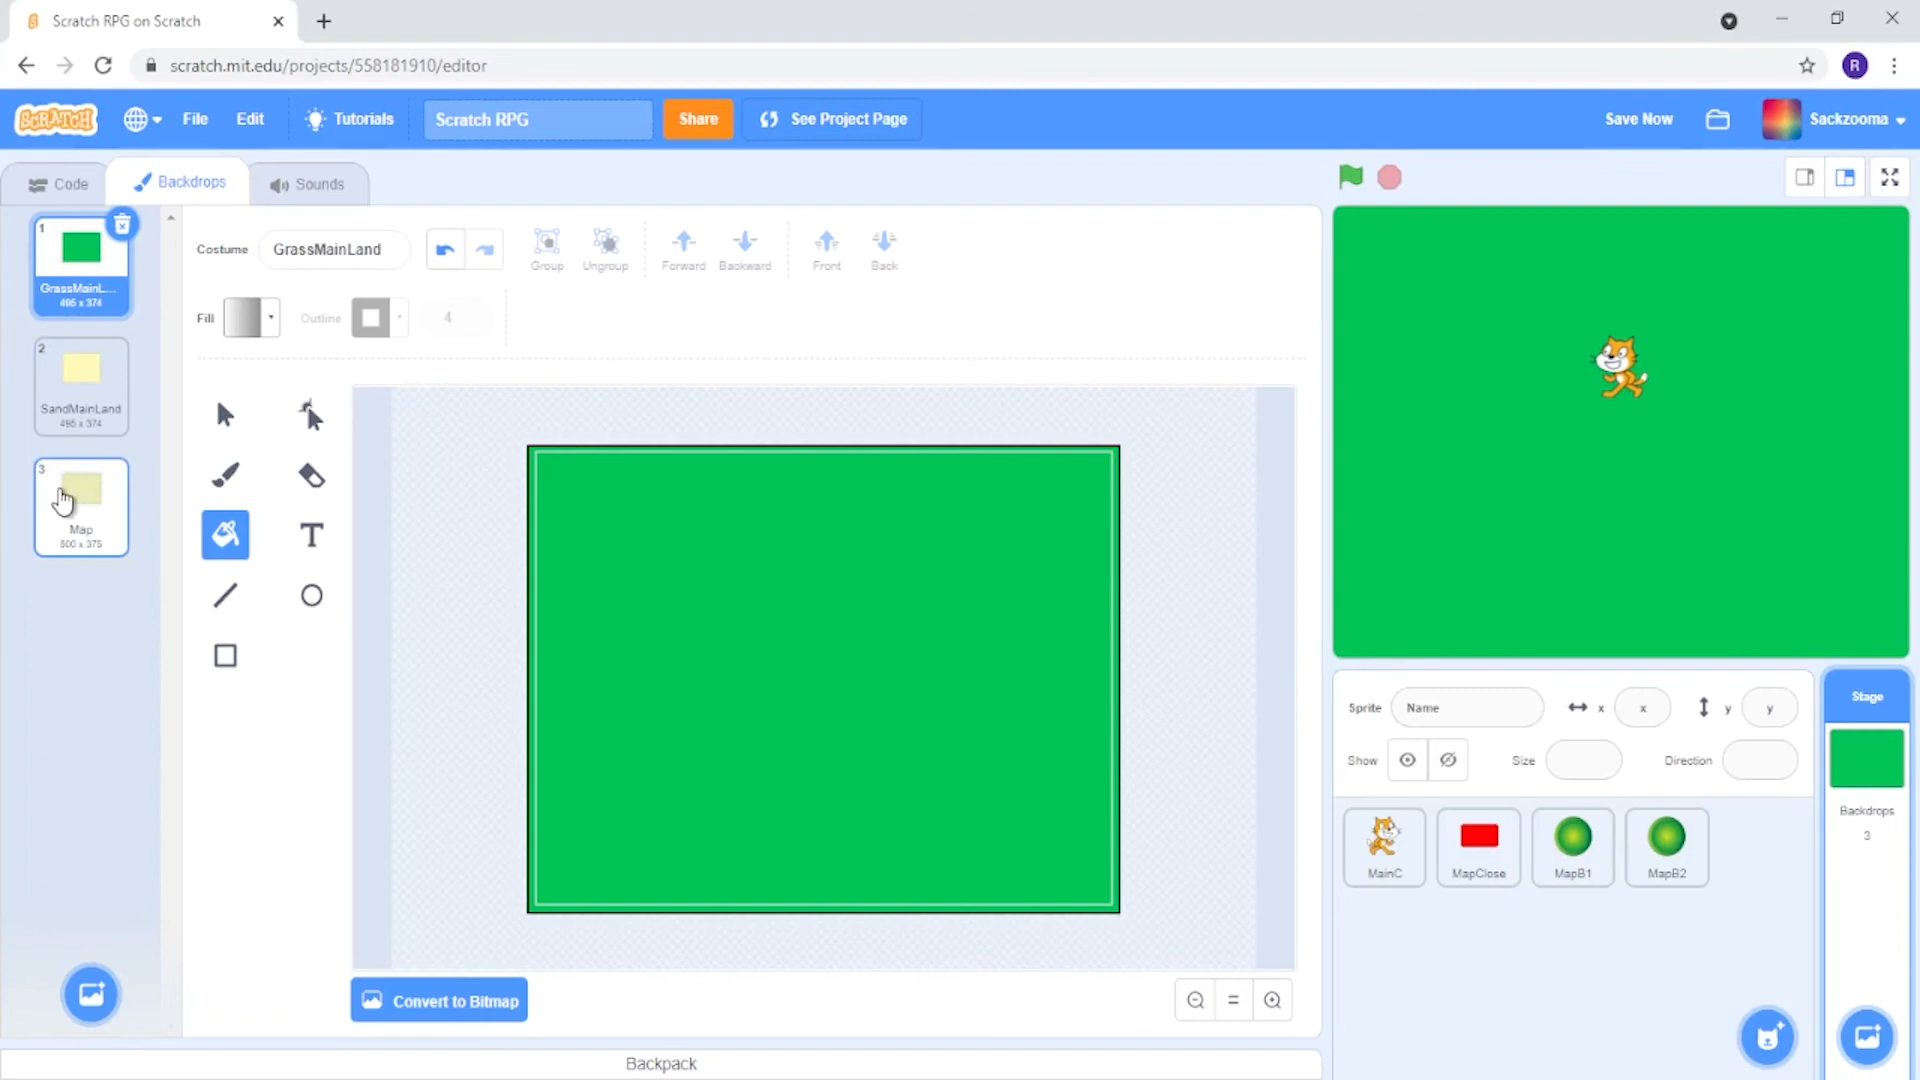 Scratch RPG on Scratch
scratch.mit.edu/projects/558181910/editor
R
SCRATCH
File
Edit
Tutorials
Scratch RPG
Share
See Project Page
Save Now
Sackzooma
Code
Backdrops
Sounds
1
GrassMainL...
495 x 374
2
SandMainLand
495 x 374
3
Map
500 x 375
Costume
GrassMainLand
Group
Ungroup
Forward
Backward
Front
Back
Fill
Outline
4
T
Convert to Bitmap
Backpack
Sprite
Name
x
x
y
y
Show
Size
Direction
MainC
MapClose
MapB1
MapB2
Stage
Backdrops
3